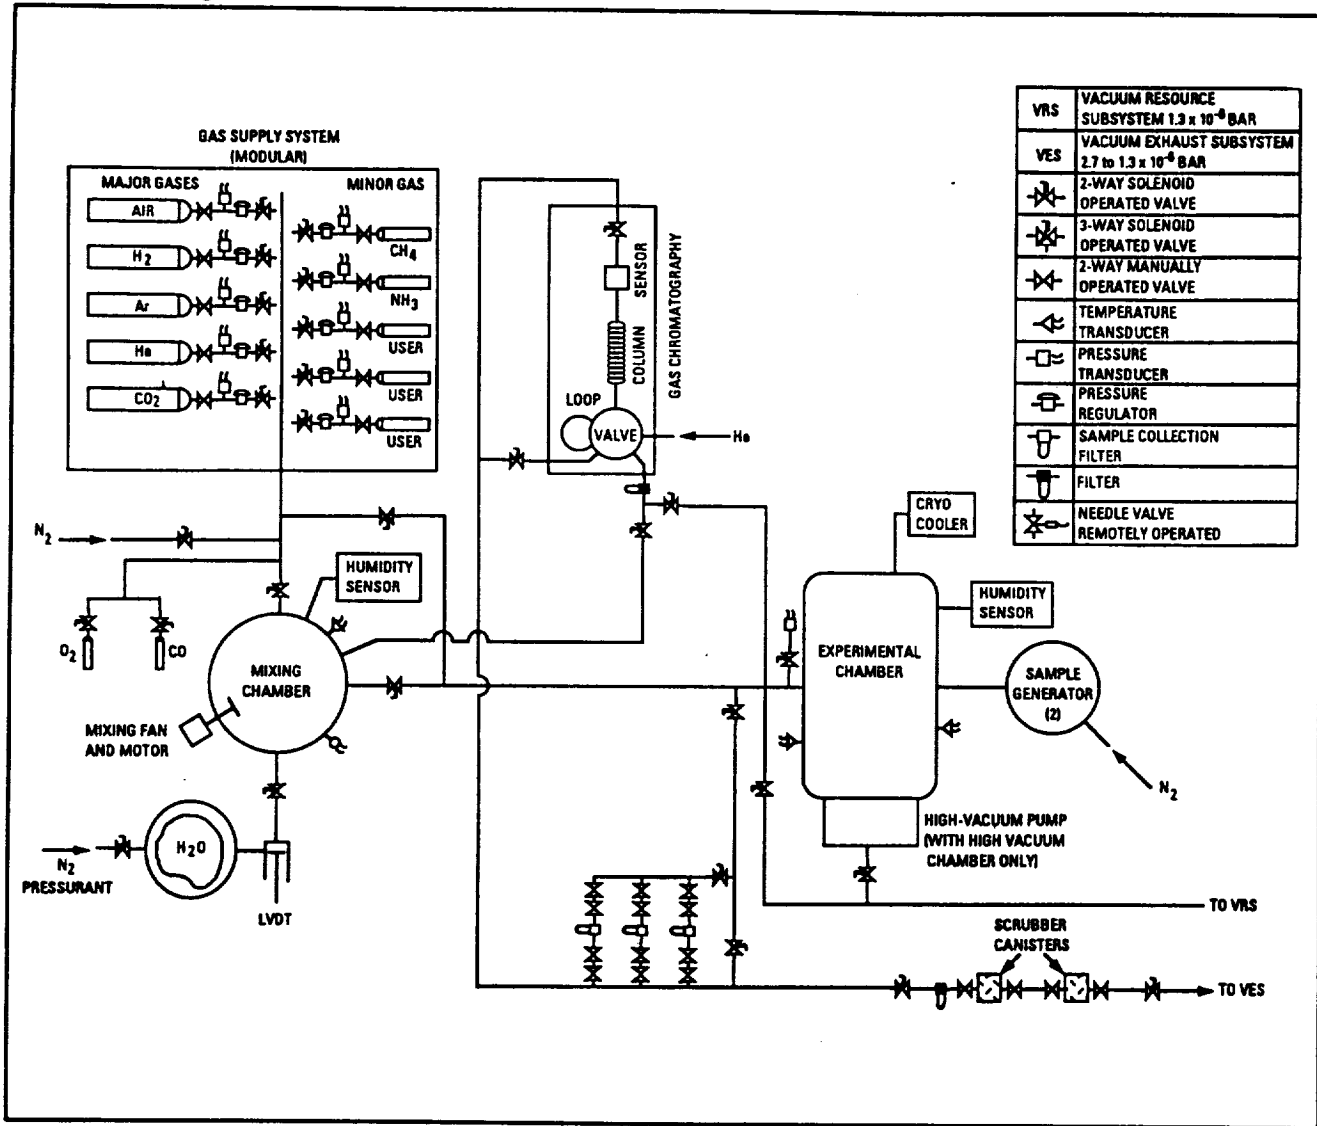 GAS SUPPLY SYSTEM
(MODULAR)
MAJOR GASES
MINOR GAS
AIR
H2
Ar
He
CO2
CH4
NH3
USER
USER
USER
N2
O2
CO
HUMIDITY
SENSOR
MIXING
CHAMBER
MIXING FAN
AND MOTOR
H2O
N2
PRESSURANT
LVDT
SENSOR
COLUMN
GAS CHROMATOGRAPHY
LOOP
VALVE
He
CRYO
COOLER
HUMIDITY
SENSOR
EXPERIMENTAL
CHAMBER
SAMPLE
GENERATOR
(2)
N2
HIGH-VACUUM PUMP
(WITH HIGH VACUUM
CHAMBER ONLY)
TO VRS
SCRUBBER
CANISTERS
TO VES
VRS
VACUUM RESOURCE
SUBSYSTEM 1.3 x 10-6 BAR
VES
VACUUM EXHAUST SUBSYSTEM
2.7 to 1.3 x 10-6 BAR
2-WAY SOLENOID
OPERATED VALVE
3-WAY SOLENOID
OPERATED VALVE
2-WAY MANUALLY
OPERATED VALVE
TEMPERATURE
TRANSDUCER
PRESSURE
TRANSDUCER
PRESSURE
REGULATOR
SAMPLE COLLECTION
FILTER
FILTER
NEEDLE VALVE
REMOTELY OPERATED